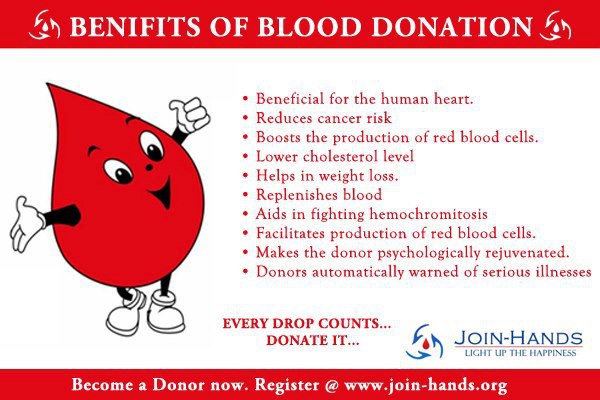 BENIFITS OF BLOOD DONATION
• Beneficial for the human heart.
• Reduces cancer risk
• Boosts the production of red blood cells.
• Lower cholesterol level
• Helps in weight loss.
• Replenishes blood
• Aids in fighting hemochromitosis
• Facilitates production of red blood cells.
• Makes the donor psychologically rejuvenated.
• Donors automatically warned of serious illnesses
EVERY DROP COUNTS...
DONATE IT...
JOIN-HANDS
LIGHT UP THE HAPPINESS
Become a Donor now. Register @ www.join-hands.org